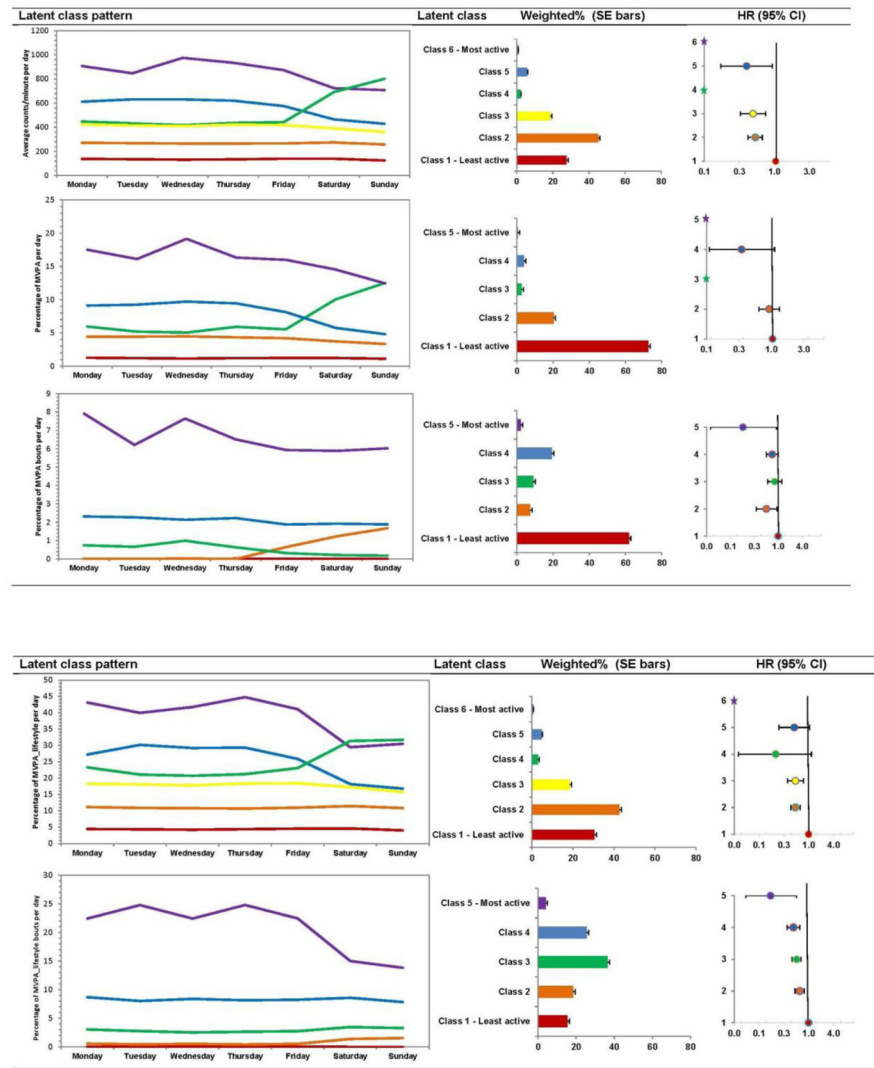 Latent class pattern Latent class Weighted% (SE bars) HR (95% CI)
Average counts/minute per day
1200
1000
800
600
400
200
0
Monday Tuesday Wednesday Thursday Friday Saturday Sunday
Class 6 - Most active
Class 5
Class 4
Class 3
Class 2
Class 1 - Least active
0 20 40 60 80
6
5
4
3
2
1
0.1 0.3 1.0 3.0
Percentage of MVPA per day
25
20
15
10
5
0
Monday Tuesday Wednesday Thursday Friday Saturday Sunday
Class 5 - Most active
Class 4
Class 3
Class 2
Class 1 - Least active
0 20 40 60 80
5
4
3
2
1
0.1 0.3 1.0 3.0
Percentage of MVPA bouts per day
9
8
7
6
5
4
3
2
1
0
Monday Tuesday Wednesday Thursday Friday Saturday Sunday
Class 5 - Most active
Class 4
Class 3
Class 2
Class 1 - Least active
0 20 40 60 80
5
4
3
2
1
0.0 0.3 1.0 4.0
Latent class pattern Latent class Weighted% (SE bars) HR (95% CI)
Percentage of MVPA_lifestyle per day
50
45
40
35
30
25
20
15
10
5
0
Monday Tuesday Wednesday Thursday Friday Saturday Sunday
Class 6 - Most active
Class 5
Class 4
Class 3
Class 2
Class 1 - Least active
0 20 40 60 80
6
5
4
3
2
1
0.0 0.3 1.0 4.0
Percentage of MVPA_lifestyle bouts per day
30
25
20
15
10
5
0
Monday Tuesday Wednesday Thursday Friday Saturday Sunday
Class 5 - Most active
Class 4
Class 3
Class 2
Class 1 - Least active
0 20 40 60 80
5
4
3
2
1
0.0 0.3 1.0 4.0